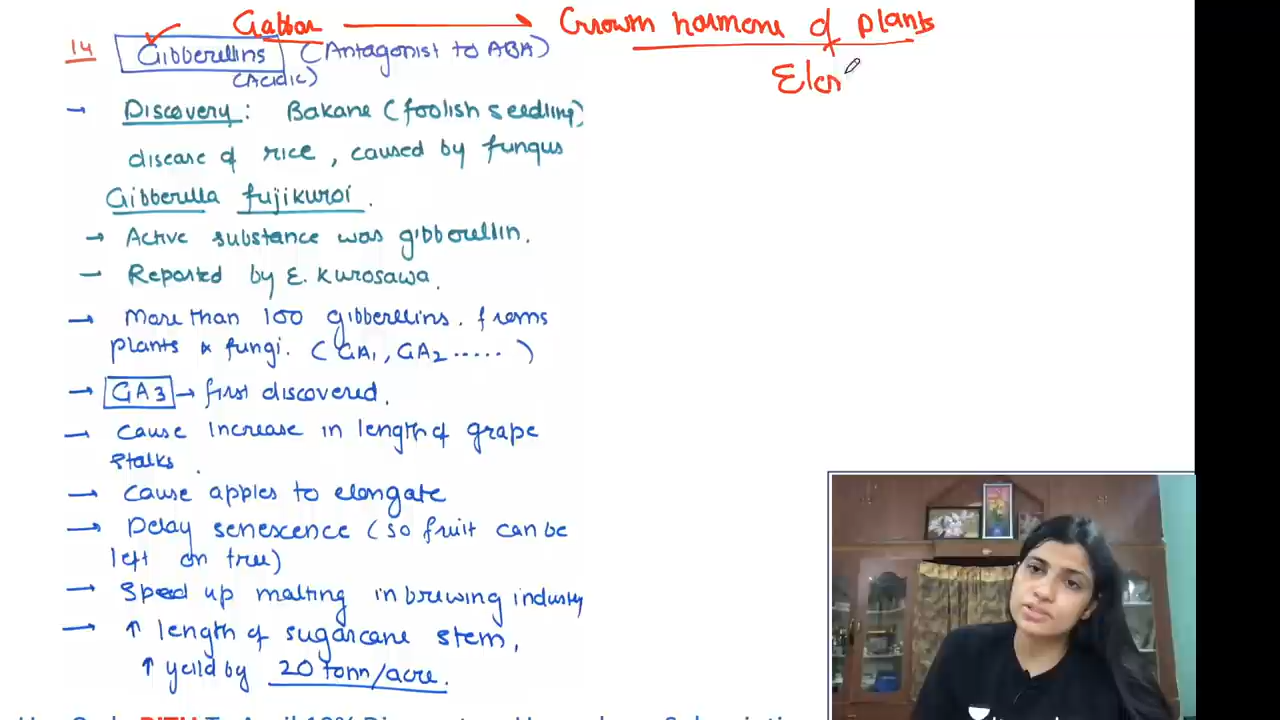 Gabbar → Growth hormone of plants
14 Gibberellins (Antagonist to ABA)
(Acidic)
Elon
→ Discovery : Bakane (foolish seedling)
disease of rice, caused by fungus
Gibberella fujikuroi.
→ Active substance was gibberellin.
→ Reported by E. Kurosawa.
→ More than 100 gibberellins. from
plants & fungi. (GA1, GA2 ..... )
→ GA3 → first discovered.
→ cause increase in length of grape
stalks.
→ cause apples to elongate
→ Delay senescence (so fruit can be
left on tree)
→ Speed up malting in brewing industry
→ ↑ length of sugarcane stem,
↑ yeild by 20 tonn/acre.